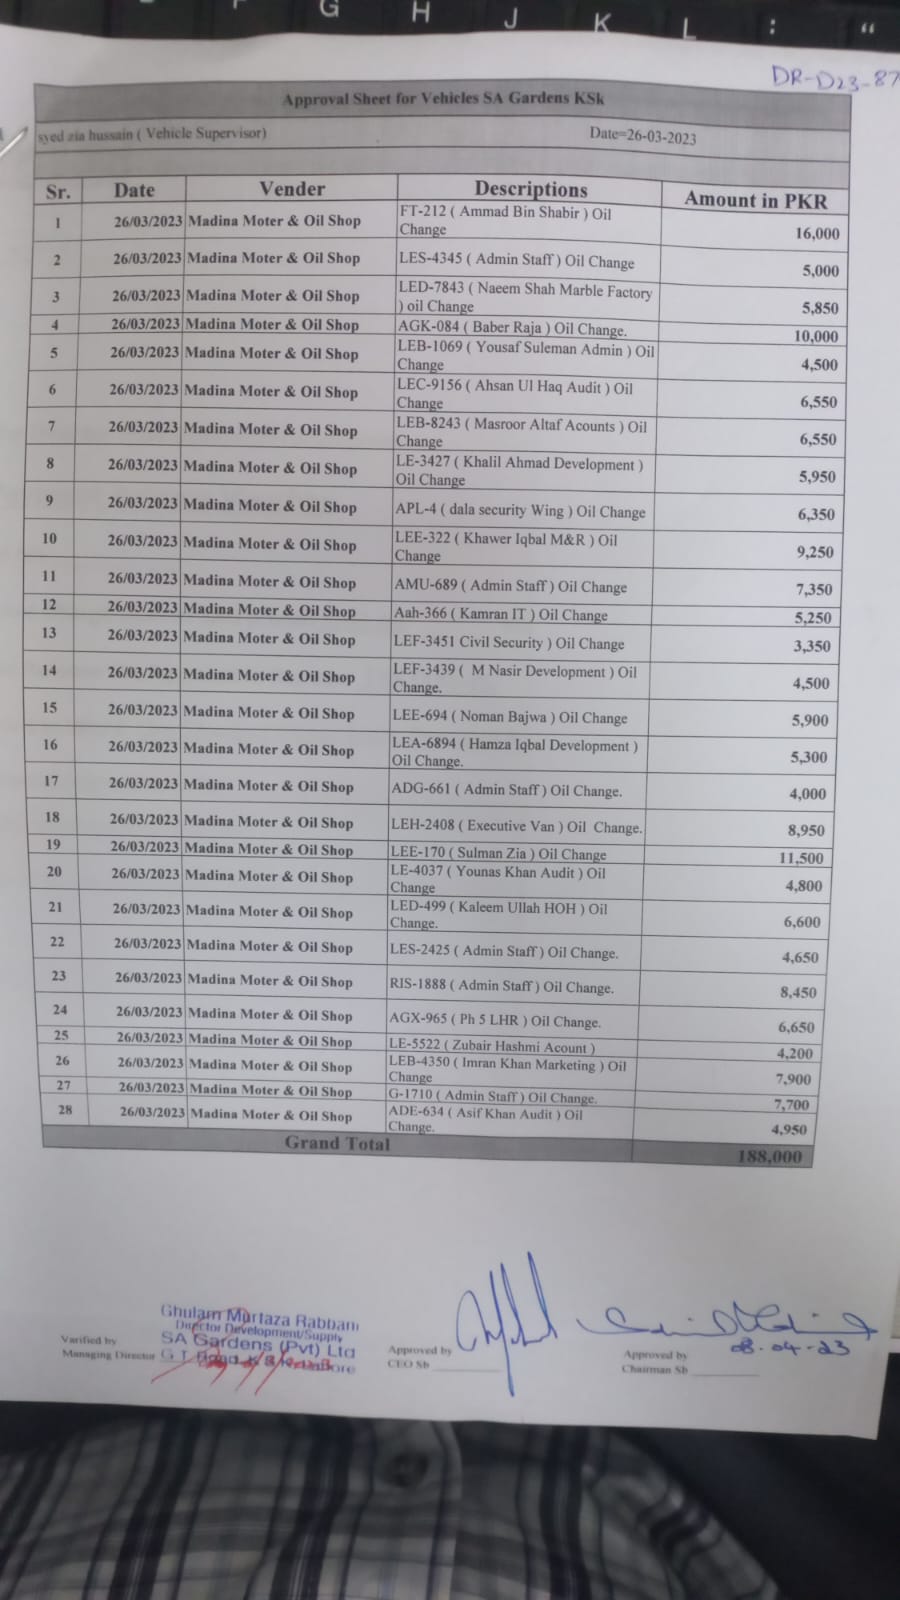 G H J K L : “
DR-D23-87
Approval Sheet for Vehicles SA Gardens KSk
syed zia hussain ( Vehicle Supervisor) Date=26-03-2023
Sr. Date Vender Descriptions Amount in PKR
1 26/03/2023 Madina Moter & Oil Shop FT-212 ( Ammad Bin Shabir ) Oil
Change 16,000
2 26/03/2023 Madina Moter & Oil Shop LES-4345 ( Admin Staff ) Oil Change 5,000
3 26/03/2023 Madina Moter & Oil Shop LED-7843 ( Naeem Shah Marble Factory
) oil Change 5,850
4 26/03/2023 Madina Moter & Oil Shop AGK-084 ( Baber Raja ) Oil Change. 10,000
5 26/03/2023 Madina Moter & Oil Shop LEB-1069 ( Yousaf Suleman Admin ) Oil
Change 4,500
6 26/03/2023 Madina Moter & Oil Shop LEC-9156 ( Ahsan Ul Haq Audit ) Oil
Change 6,550
7 26/03/2023 Madina Moter & Oil Shop LEB-8243 ( Masroor Altaf Acounts ) Oil
Change 6,550
8 26/03/2023 Madina Moter & Oil Shop LE-3427 ( Khalil Ahmad Development )
Oil Change 5,950
9 26/03/2023 Madina Moter & Oil Shop APL-4 ( dala security Wing ) Oil Change 6,350
10 26/03/2023 Madina Moter & Oil Shop LEE-322 ( Khawer Iqbal M&R ) Oil
Change 9,250
11 26/03/2023 Madina Moter & Oil Shop AMU-689 ( Admin Staff ) Oil Change 7,350
12 26/03/2023 Madina Moter & Oil Shop Aah-366 ( Kamran IT ) Oil Change 5,250
13 26/03/2023 Madina Moter & Oil Shop LEF-3451 Civil Security ) Oil Change 3,350
14 26/03/2023 Madina Moter & Oil Shop LEF-3439 ( M Nasir Development ) Oil
Change. 4,500
15 26/03/2023 Madina Moter & Oil Shop LEE-694 ( Noman Bajwa ) Oil Change 5,900
16 26/03/2023 Madina Moter & Oil Shop LEA-6894 ( Hamza Iqbal Development )
Oil Change. 5,300
17 26/03/2023 Madina Moter & Oil Shop ADG-661 ( Admin Staff ) Oil Change. 4,000
18 26/03/2023 Madina Moter & Oil Shop LEH-2408 ( Executive Van ) Oil Change. 8,950
19 26/03/2023 Madina Moter & Oil Shop LEE-170 ( Sulman Zia ) Oil Change 11,500
20 26/03/2023 Madina Moter & Oil Shop LE-4037 ( Younas Khan Audit ) Oil
Change 4,800
21 26/03/2023 Madina Moter & Oil Shop LED-499 ( Kaleem Ullah HOH ) Oil
Change. 6,600
22 26/03/2023 Madina Moter & Oil Shop LES-2425 ( Admin Staff ) Oil Change. 4,650
23 26/03/2023 Madina Moter & Oil Shop RIS-1888 ( Admin Staff ) Oil Change. 8,450
24 26/03/2023 Madina Moter & Oil Shop AGX-965 ( Ph 5 LHR ) Oil Change. 6,650
25 26/03/2023 Madina Moter & Oil Shop LE-5522 ( Zubair Hashmi Acount ) 4,200
26 26/03/2023 Madina Moter & Oil Shop LEB-4350 ( Imran Khan Marketing ) Oil
Change 7,900
27 26/03/2023 Madina Moter & Oil Shop G-1710 ( Admin Staff ) Oil Change. 7,700
28 26/03/2023 Madina Moter & Oil Shop ADE-634 ( Asif Khan Audit ) Oil
Change. 4,950
Grand Total 188,000
Ghulam Murtaza Rabbani
Director Development/Supply
SA Gardens (Pvt) Ltd
G T Road
Varified by
Managing Director
Approved by
CEO Sb
08-04-23
Approved by
Chairman Sb